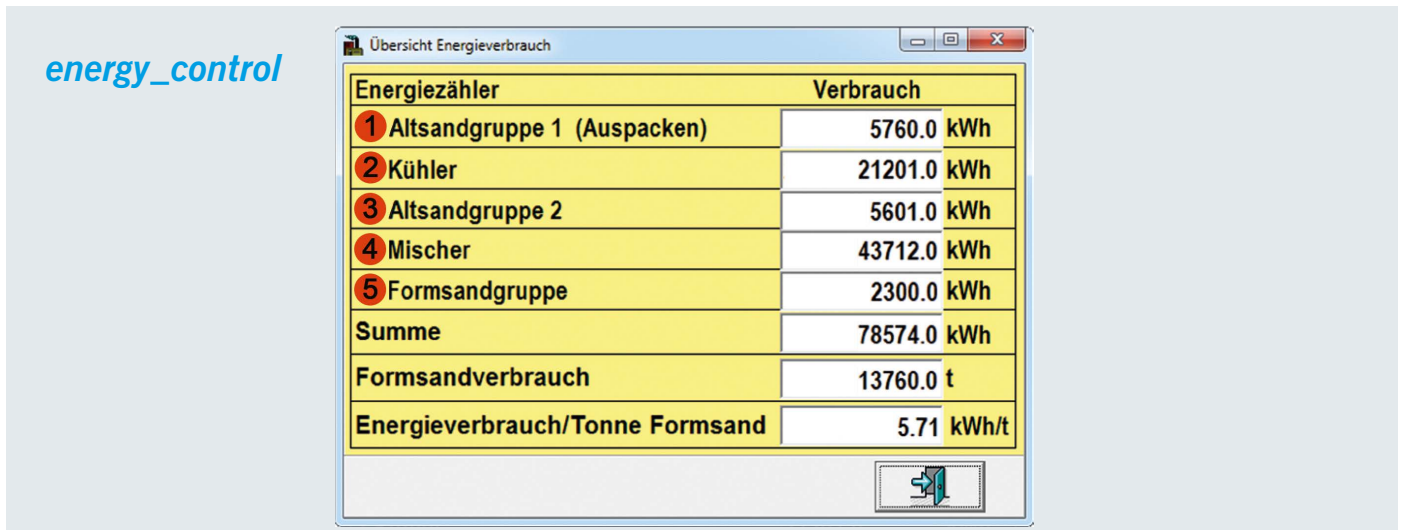 energy_control
Übersicht Energieverbrauch
Energiezähler Verbrauch
1 Altsandgruppe 1 (Auspacken) 5760.0 kWh
2 Kühler 21201.0 kWh
3 Altsandgruppe 2 5601.0 kWh
4 Mischer 43712.0 kWh
5 Formsandgruppe 2300.0 kWh
Summe 78574.0 kWh
Formsandverbrauch 13760.0 t
Energieverbrauch/Tonne Formsand 5.71 kWh/t